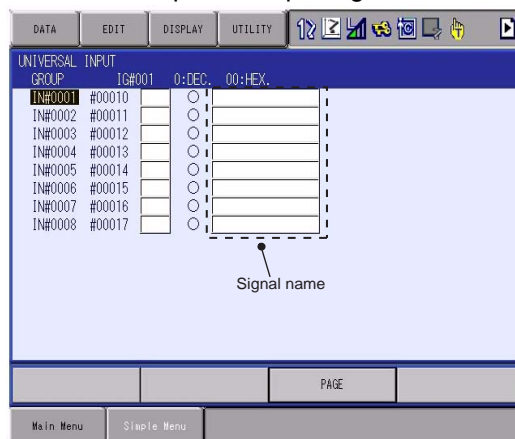 DATA EDIT DISPLAY UTILITY
UNIVERSAL INPUT
GROUP IG#001 0:DEC. 00:HEX.
IN#0001 #00010
IN#0002 #00011
IN#0003 #00012
IN#0004 #00013
IN#0005 #00014
IN#0006 #00015
IN#0007 #00016
IN#0008 #00017
Signal name
PAGE
Main Menu Simple Menu